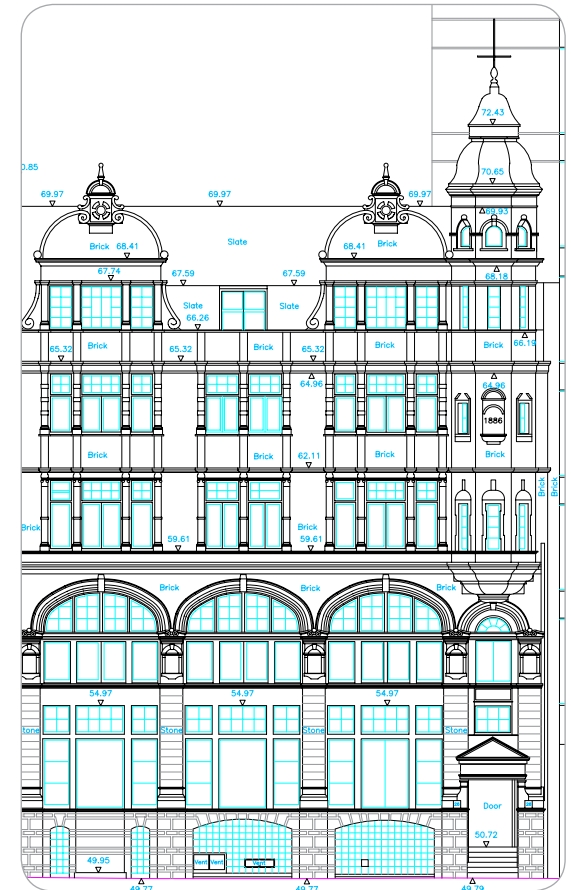 72.43
0.85
70.65
69.97
69.97
69.97
69.93
Brick
68.41
Slate
68.41
Brick
67.74
67.59
67.59
68.18
Slate
Slate
66.26
66.19
65.32
Brick
65.32
Brick
65.32
Brick
Brick
64.96
64.96
1886
Brick
Brick
62.11
Brick
Brick
Brick
Brick
Brick
Brick
59.61
59.61
Brick
Brick
Brick
54.97
54.97
54.97
tone
Stone
Stone
Stone
Door
50.72
49.95
Vent
Vent
Vent
49.77
49.77
49.79